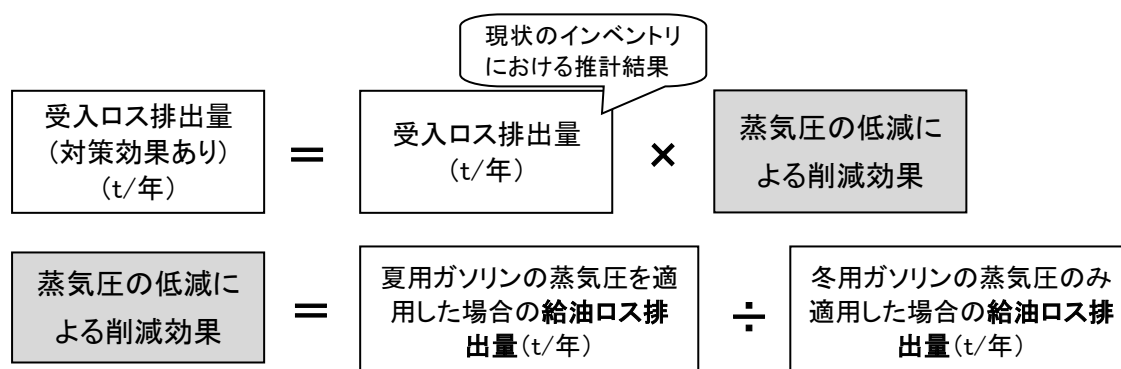 現状のインベントリ
における推計結果
受入ロス排出量
(対策効果あり)
(t/年)
=
受入ロス排出量
(t/年)
×
蒸気圧の低減に
よる削減効果
蒸気圧の低減に
よる削減効果
=
夏用ガソリンの蒸気圧を適
用した場合の給油ロス排
出量(t/年)
÷
冬用ガソリンの蒸気圧のみ
適用した場合の給油ロス排
出量(t/年)